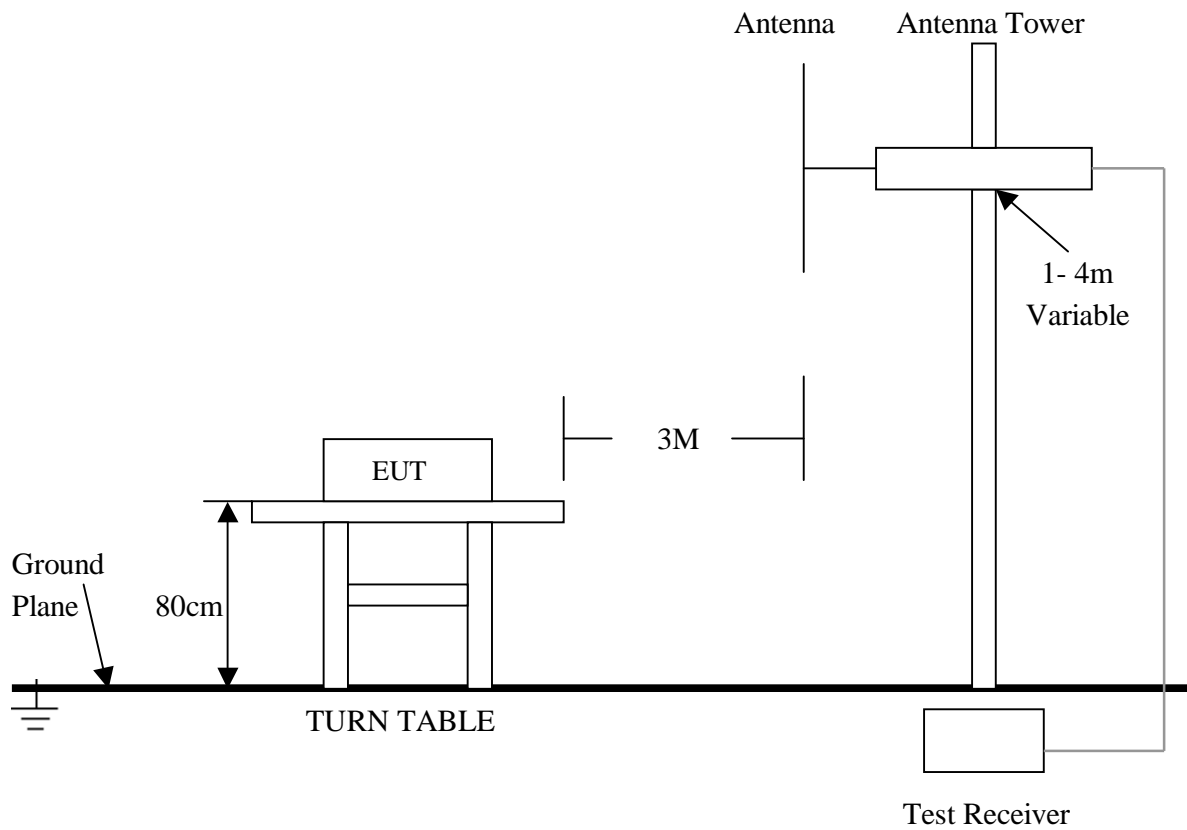 Antenna
Antenna Tower
1- 4m
Variable
3M
EUT
Ground
Plane
80cm
TURN TABLE
Test Receiver